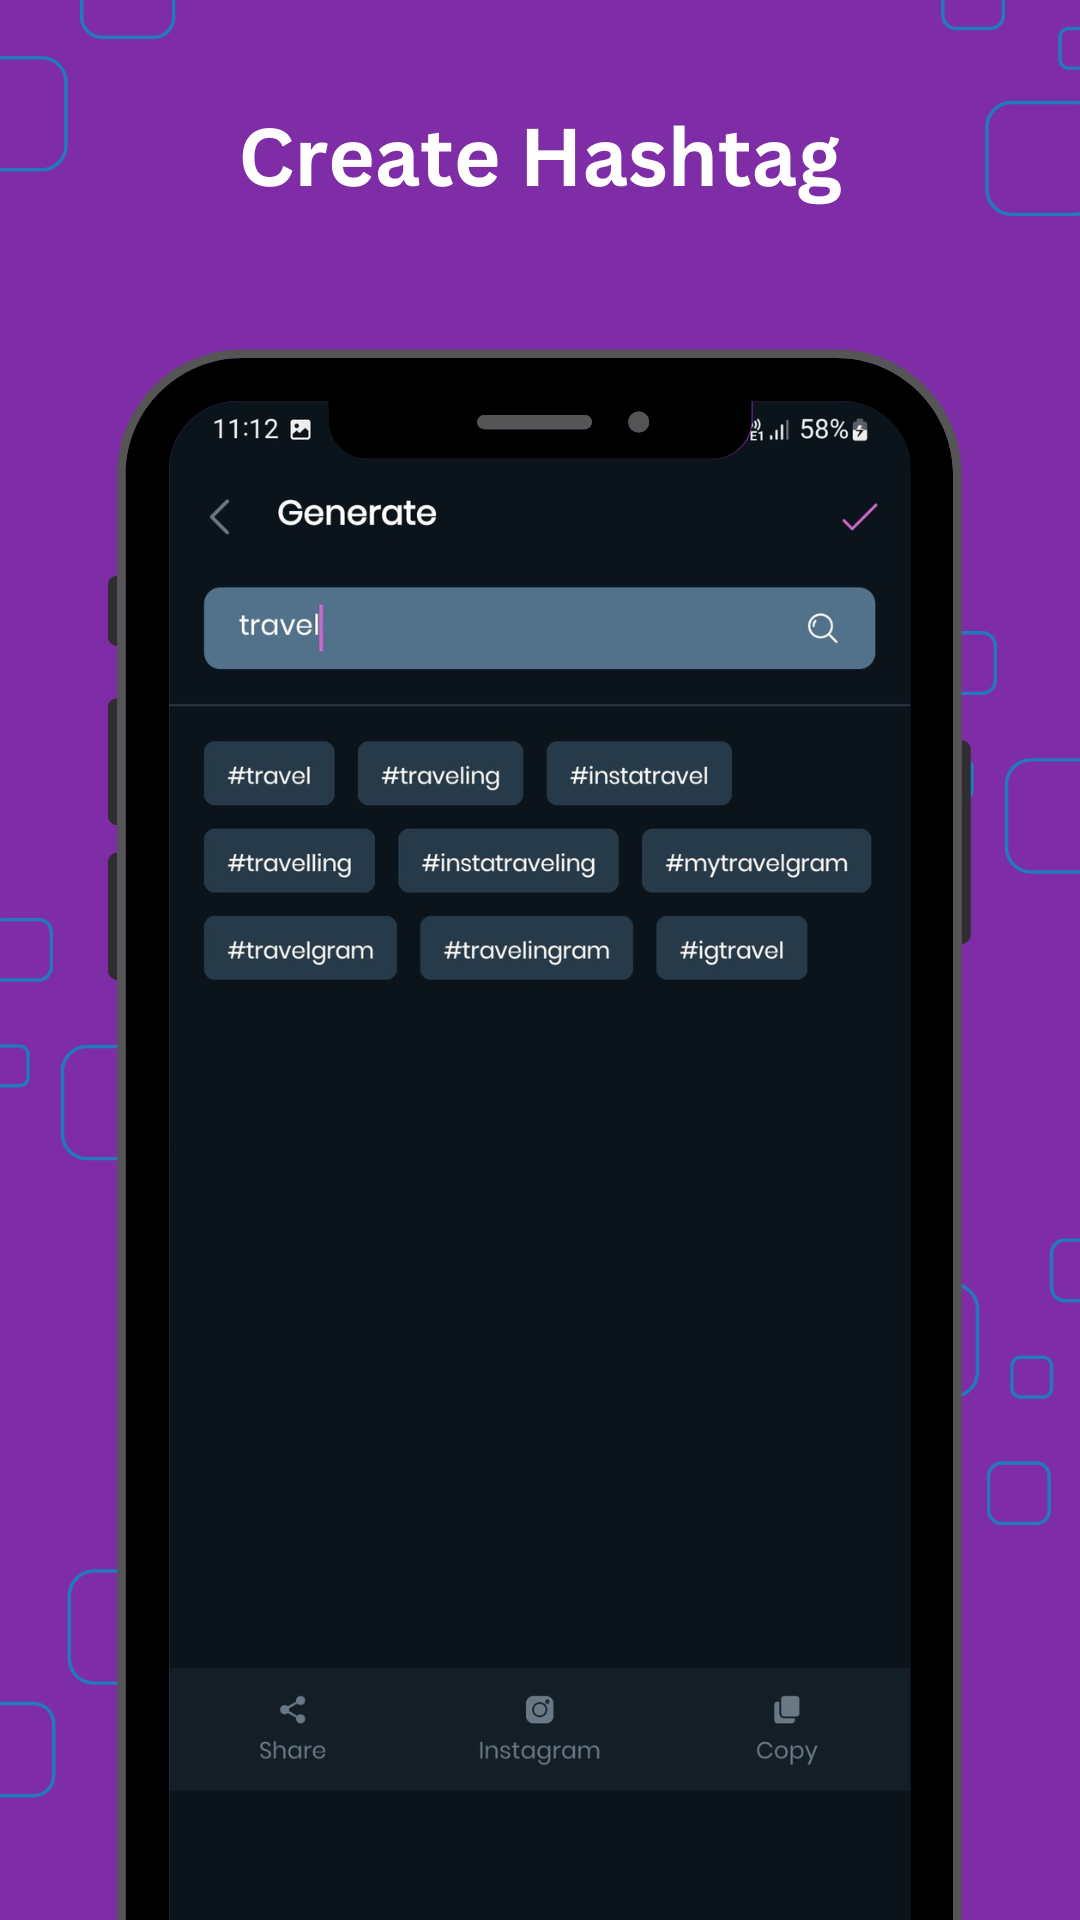 Create Hashtag
11:12 58%
Generate
travel
#travel #traveling #instatravel
#travelling #instatraveling #mytravelgram
#travelgram #travelingram #igtravel
Share Instagram Copy